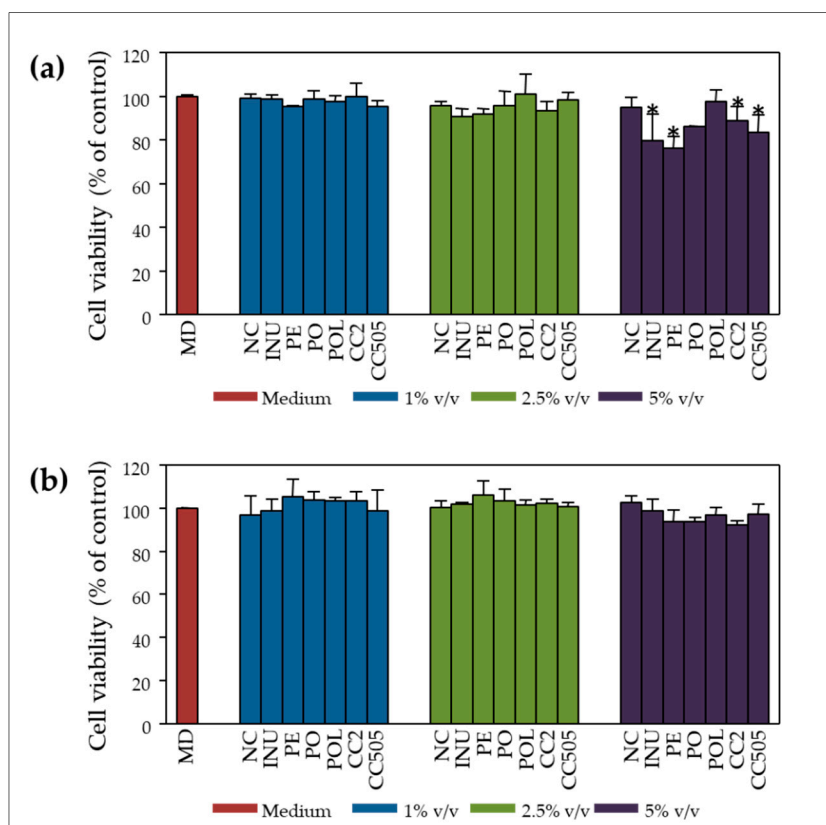 (a)
Cell viability (% of control)
120
100
80
60
40
20
0
* * * *
MD NC INU PE PO POL CC2 CC505 NC INU PE PO POL CC2 CC505 NC INU PE PO POL CC2 CC505
Medium 1% v/v 2.5% v/v 5% v/v
(b)
Cell viability (% of control)
120
100
80
60
40
20
0
MD NC INU PE PO POL CC2 CC505 NC INU PE PO POL CC2 CC505 NC INU PE PO POL CC2 CC505
Medium 1% v/v 2.5% v/v 5% v/v